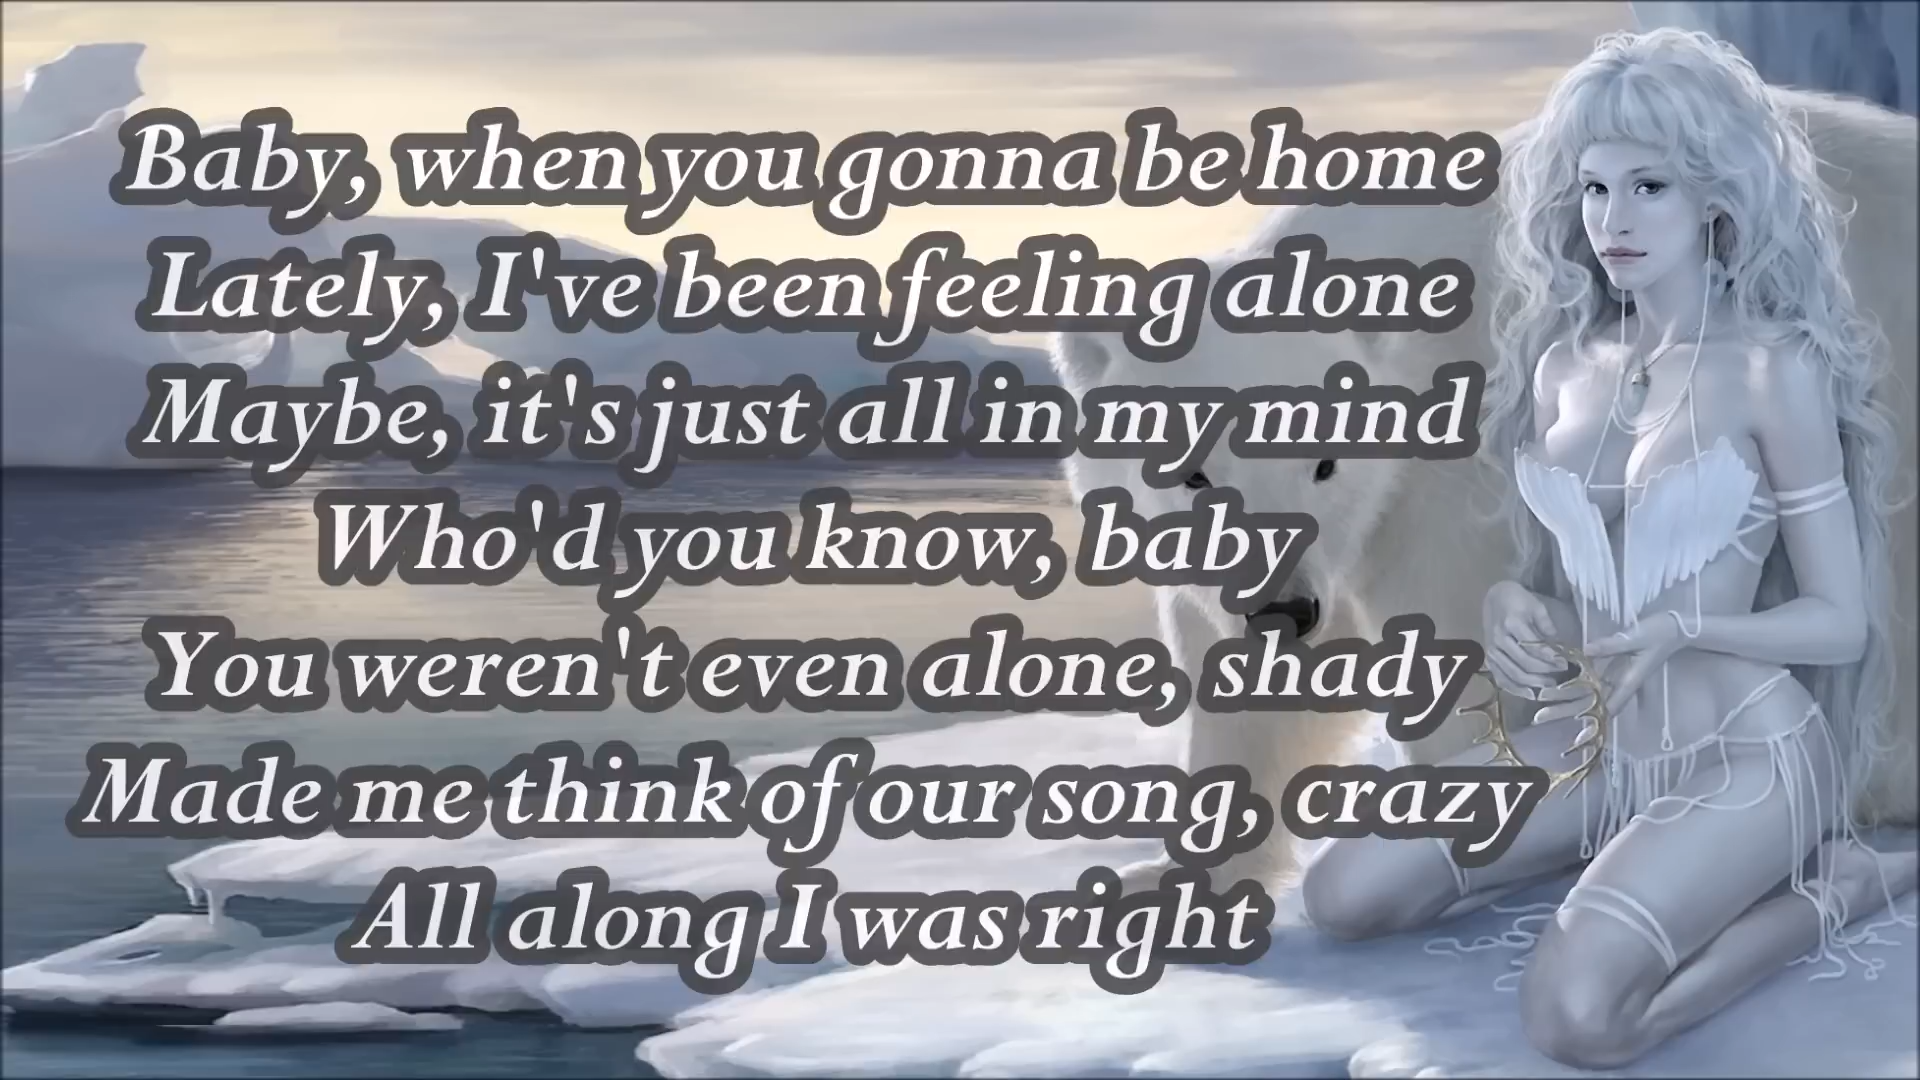 Baby, when you gonna be home
Lately, I've been feeling alone
Maybe, it's just all in my mind
Who'd you know, baby
You weren't even alone, shady
Made me think of our song, crazy
All along I was right